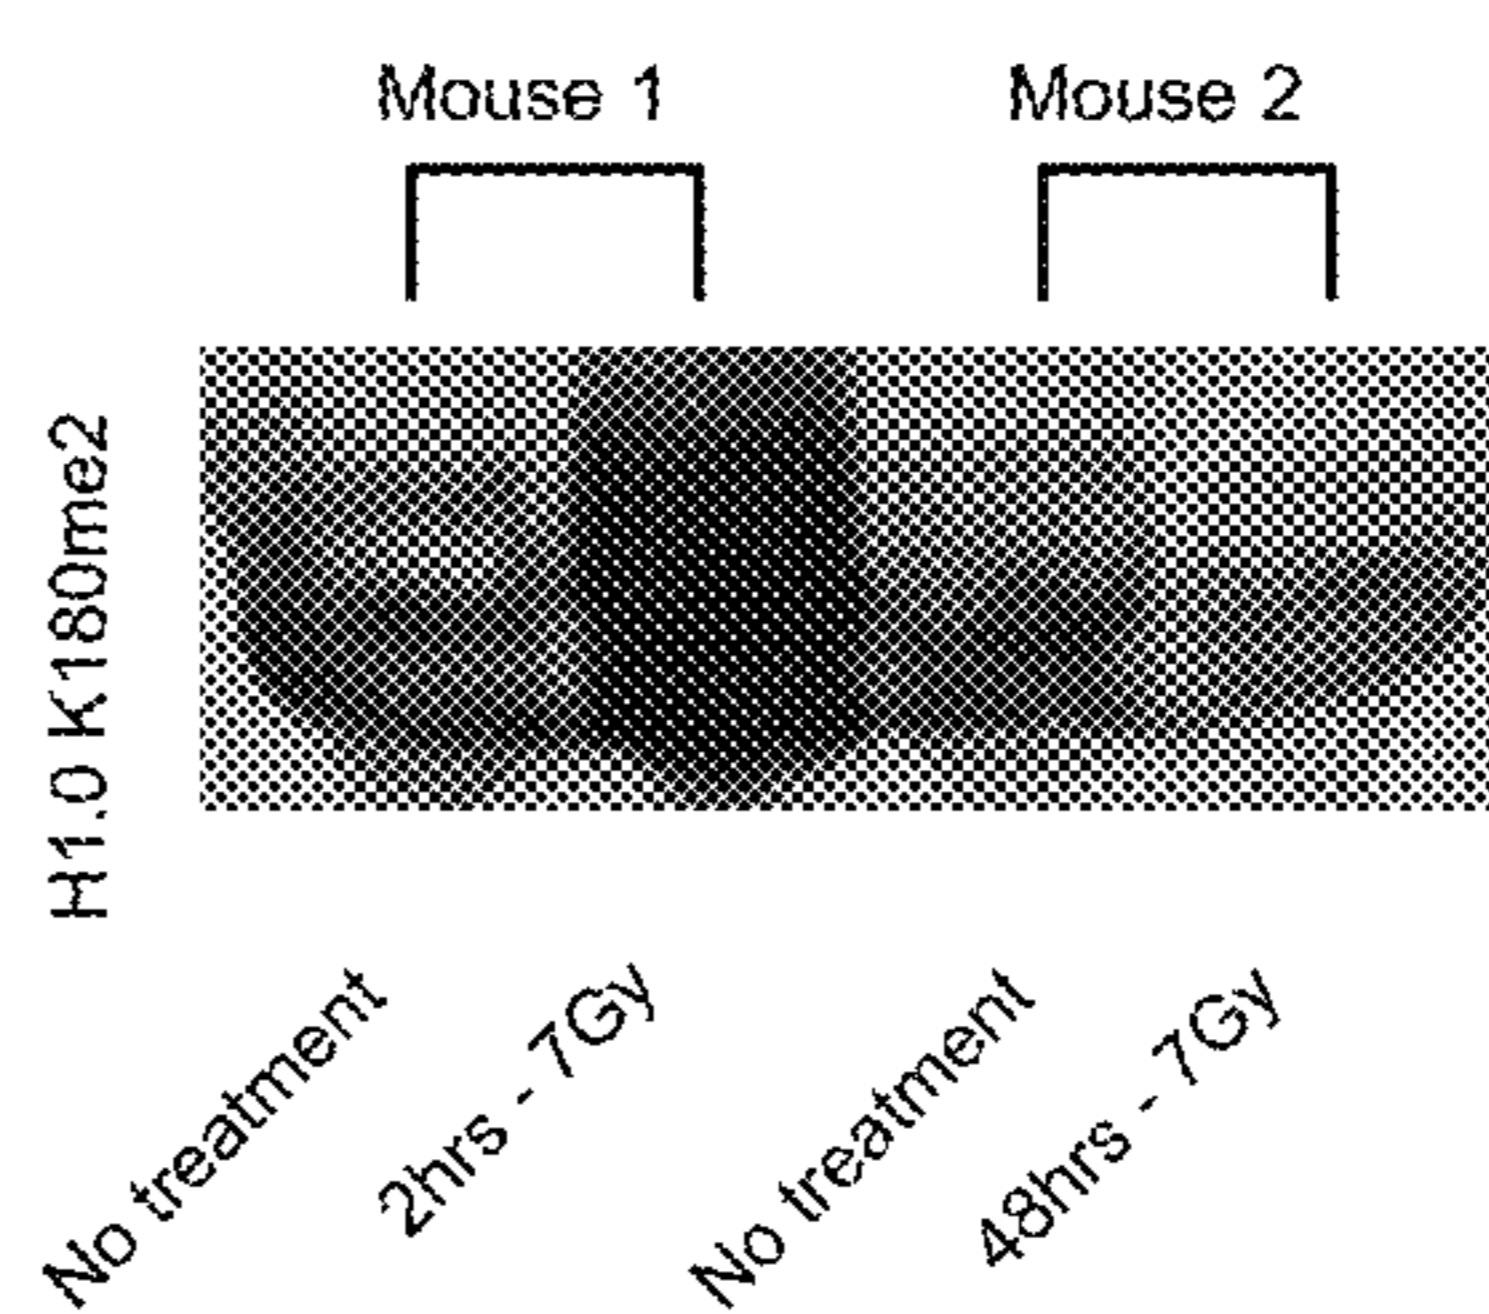 Mouse 1
Mouse 2
H1.0 K180me2
No treatment
2hrs - 7Gy
No treatment
48hrs - 7Gy